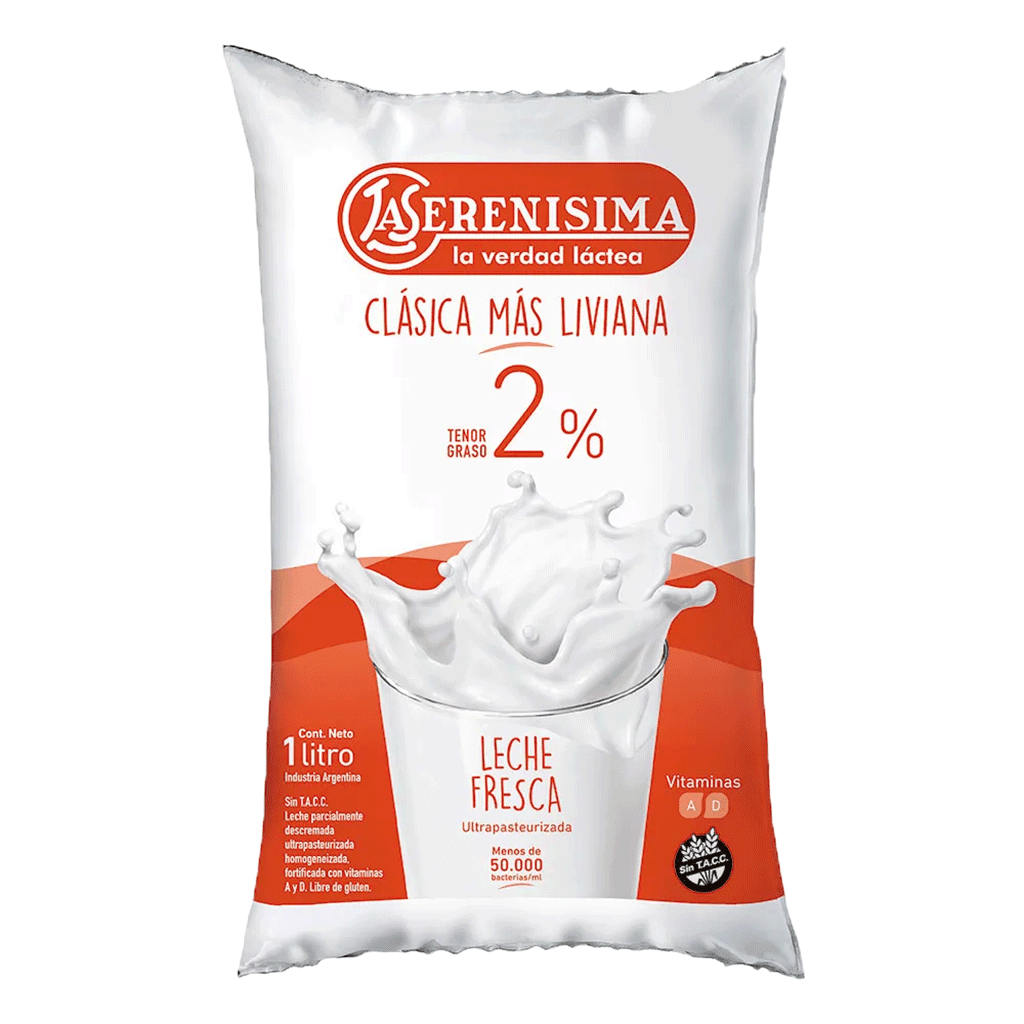 LASERENISIMA
la verdad láctea
CLÁSICA MÁS LIVIANA
TENOR
GRASO
2 %
Cont. Neto
1 litro
Industria Argentina
Sin T.A.C.C.
Leche parcialmente
descremada
ultrapasteurizada
homogeneizada,
fortificada con vitaminas
A y D. Libre de gluten.
LECHE
FRESCA
Ultrapasteurizada
Menos de
50.000
bacterias/ml
Vitaminas
A D
Sin T.A.C.C.